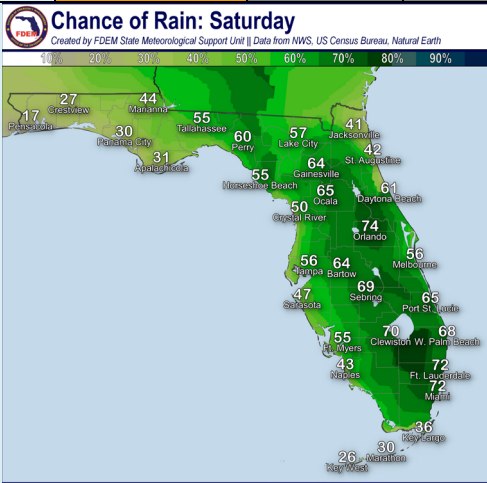 Chance of Rain: Saturday
Created by FDEM State Meteorological Support Unit || Data from NWS, US Census Bureau, Natural Earth
FDEM
10% 20% 30% 40% 50% 60% 70% 80% 90%
17
Pensacola
27
Crestview
44
Marianna
30
Panama City
31
Apalachicola
55
Tallahassee
60
Perry
57
Lake City
41
Jacksonville
42
St. Augustine
64
Gainesville
55
Horseshoe Beach
65
Ocala
61
Daytona Beach
50
Crystal River
74
Orlando
56
Melbourne
56
Tampa
64
Bartow
69
Sebring
47
Sarasota
65
Port St. Lucie
55
Ft. Myers
70
Clewiston
68
W. Palm Beach
43
Naples
72
Ft. Lauderdale
72
Miami
36
Key Largo
30
Marathon
26
Key West